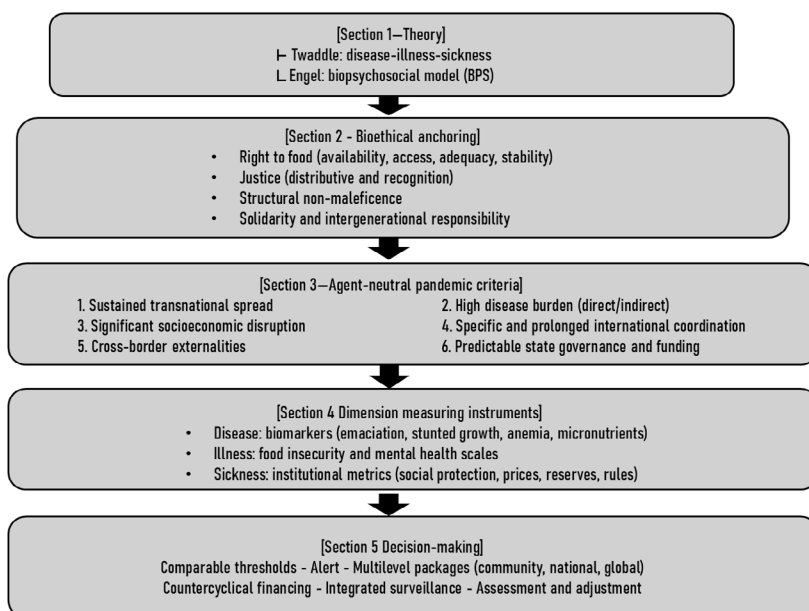 [Section 1—Theory]
⊢ Twaddle: disease-illness-sickness
∟ Engel: biopsychosocial model (BPS)
[Section 2 - Bioethical anchoring]
• Right to food (availability, access, adequacy, stability)
• Justice (distributive and recognition)
• Structural non-maleficence
• Solidarity and intergenerational responsibility
[Section 3—Agent-neutral pandemic criteria]
1. Sustained transnational spread 2. High disease burden (direct/indirect)
3. Significant socioeconomic disruption 4. Specific and prolonged international coordination
5. Cross-border externalities 6. Predictable state governance and funding
[Section 4 Dimension measuring instruments]
• Disease: biomarkers (emaciation, stunted growth, anemia, micronutrients)
• Illness: food insecurity and mental health scales
• Sickness: institutional metrics (social protection, prices, reserves, rules)
[Section 5 Decision-making]
Comparable thresholds - Alert - Multilevel packages (community, national, global)
Countercyclical financing - Integrated surveillance - Assessment and adjustment